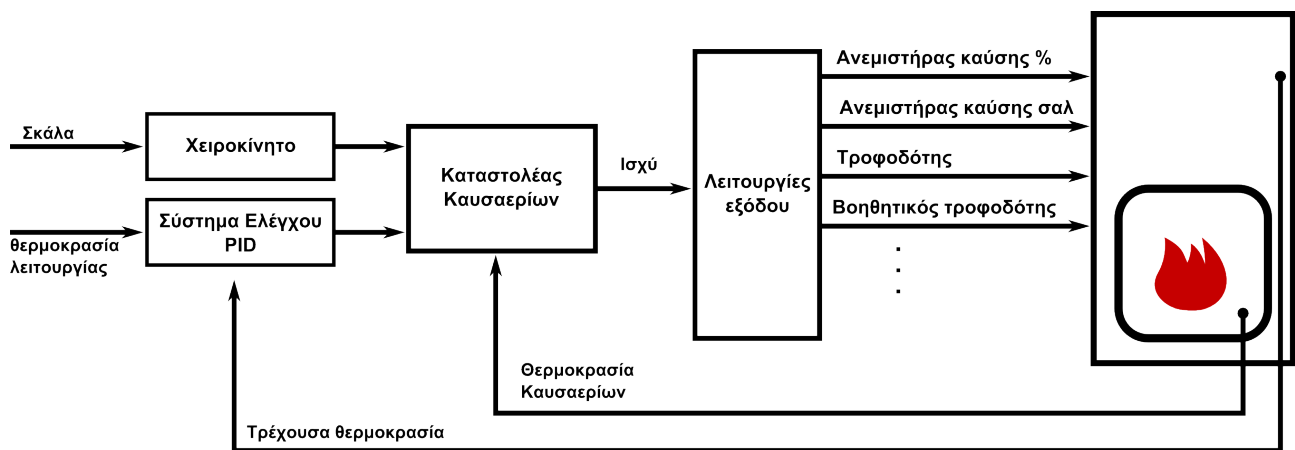 Σκάλα
Χειροκίνητο
θερμοκρασία
λειτουργίας
Σύστημα Ελέγχου
PID
Καταστολέας
Καυσαερίων
Ισχύ
Λειτουργίες
εξόδου
Ανεμιστήρας καύσης %
Ανεμιστήρας καύσης σαλ
Τροφοδότης
Βοηθητικός τροφοδότης
Θερμοκρασία
Καυσαερίων
Τρέχουσα θερμοκρασία